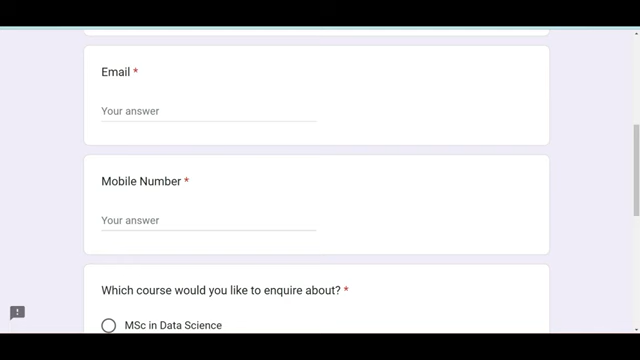 Email *
Your answer
Mobile Number *
Your answer
Which course would you like to enquire about? *
MSc in Data Science